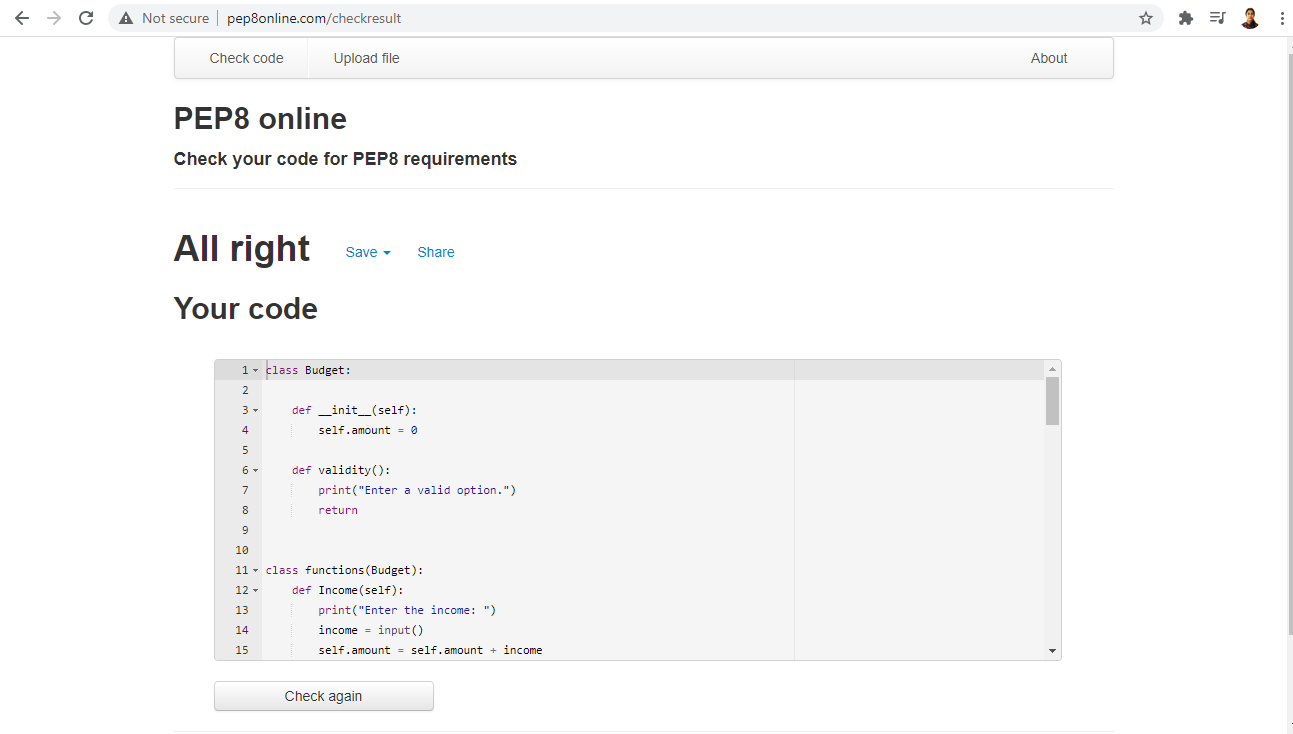 Not secure | pep8online.com/checkresult
Check code Upload file About
PEP8 online
Check your code for PEP8 requirements
All right Save Share
Your code
1 class Budget:
2
3     def __init__(self):
4         self.amount = 0
5
6     def validity():
7         print("Enter a valid option.")
8         return
9
10
11 class functions(Budget):
12     def Income(self):
13         print("Enter the income: ")
14         income = input()
15         self.amount = self.amount + income
Check again